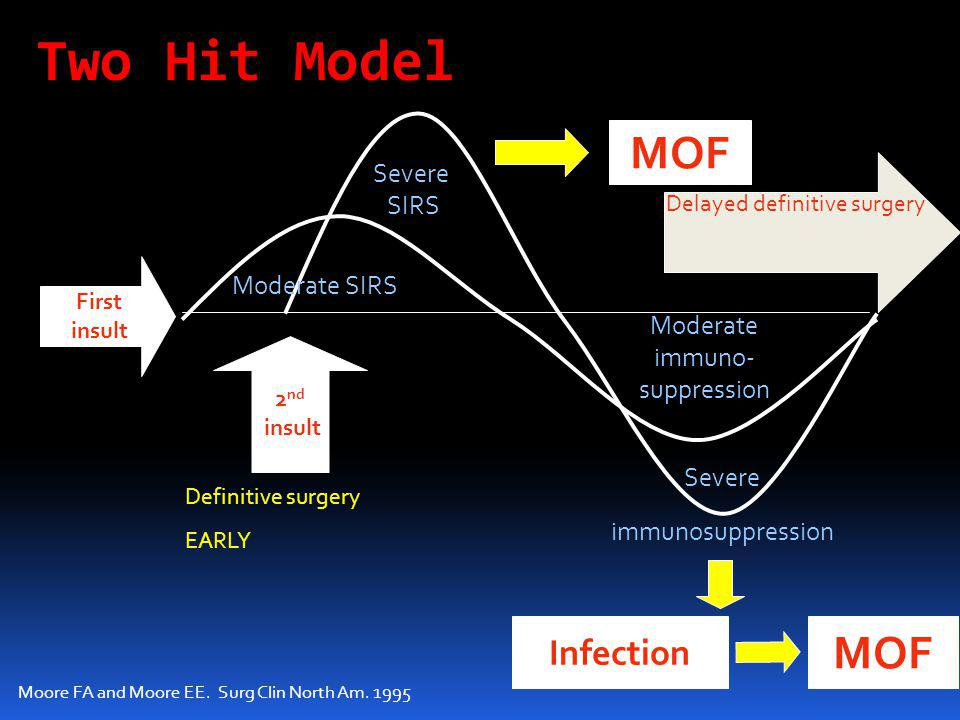 Two Hit Model
MOF
Severe
SIRS
Delayed definitive surgery
Moderate SIRS
First
insult
Moderate
immuno-
suppression
2nd
insult
Severe
immunosuppression
Definitive surgery
EARLY
Infection
MOF
Moore FA and Moore EE. Surg Clin North Am. 1995